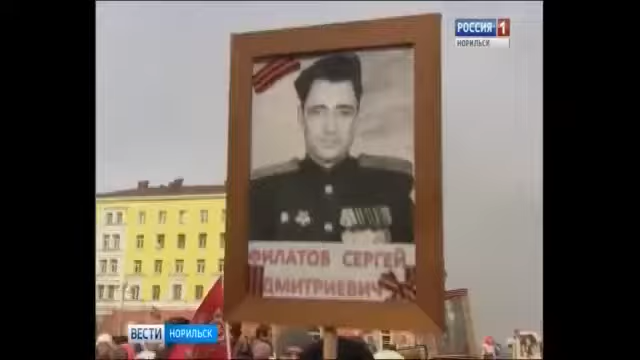 РОССИЯ 1
НОРИЛЬСК
ФИЛАТОВ СЕРГЕЙ
ДМИТРИЕВИЧ
ВЕСТИ НОРИЛЬСК